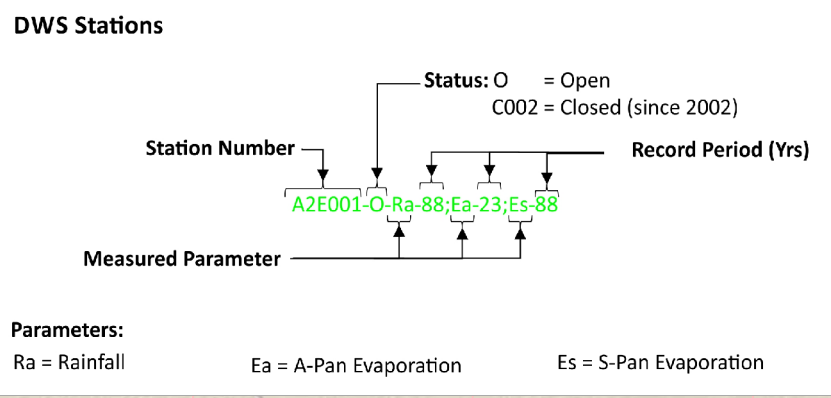 DWS Stations
Status: O = Open
C002 = Closed (since 2002)
Station Number
Record Period (Yrs)
A2E001-O-Ra-88;Ea-23;Es-88
Measured Parameter
Parameters:
Ra = Rainfall
Ea = A-Pan Evaporation
Es = S-Pan Evaporation